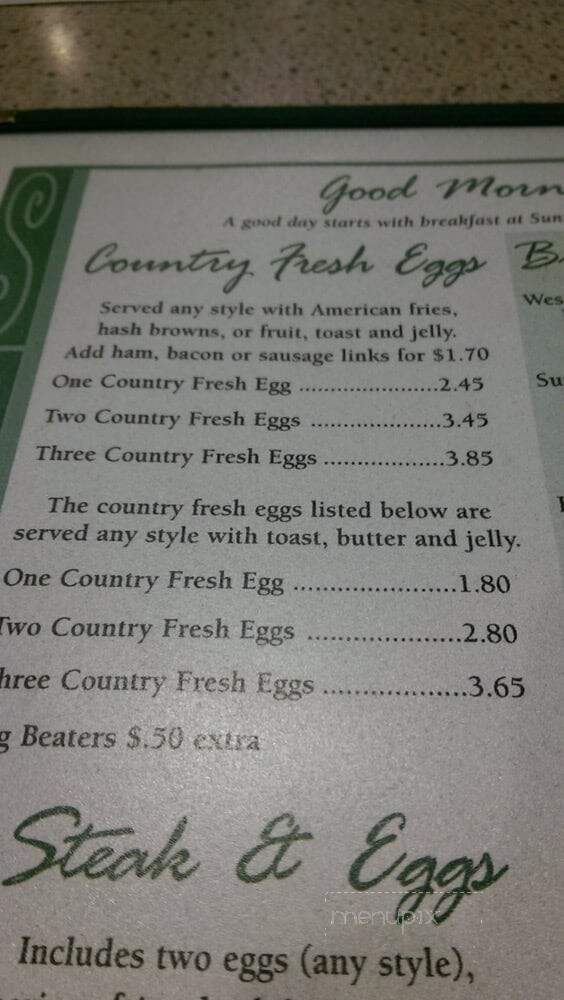 Good Morn
A good day starts with breakfast at Sun
Country Fresh Eggs
Served any style with American fries,
hash browns, or fruit, toast and jelly.
Add ham, bacon or sausage links for $1.70
One Country Fresh Egg ......................2.45
Two Country Fresh Eggs .....................3.45
Three Country Fresh Eggs ...................3.85
The country fresh eggs listed below are
served any style with toast, butter and jelly.
One Country Fresh Egg .......................1.80
Two Country Fresh Eggs .....................2.80
hree Country Fresh Eggs ...................3.65
g Beaters $.50 extra
Steak & Eggs
Includes two eggs (any style),
B
Wes
Su
menupix